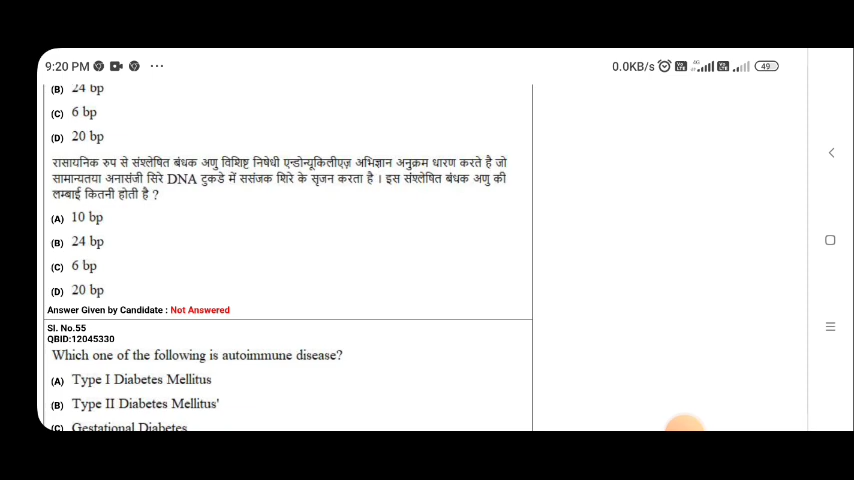 9:20 PM ... 0.0KB/s 49
(B) 24 bp
(C) 6 bp
(D) 20 bp
रासायनिक रुप से संश्लेषित बंधक अणु विशिष्ट निषेधी एन्डोन्यूकिलीएज़ अभिज्ञान अनुक्रम धारण करते है जो
सामान्यतया अनासंजी सिरे DNA टुकडे में ससंजक शिरे के सृजन करता है । इस संश्लेषित बंधक अणु की
लम्बाई कितनी होती है ?
(A) 10 bp
(B) 24 bp
(C) 6 bp
(D) 20 bp
Answer Given by Candidate : Not Answered
SI. No.55
QBID:12045330
Which one of the following is autoimmune disease?
(A) Type I Diabetes Mellitus
(B) Type II Diabetes Mellitus'
(C) Gestational Diabetes